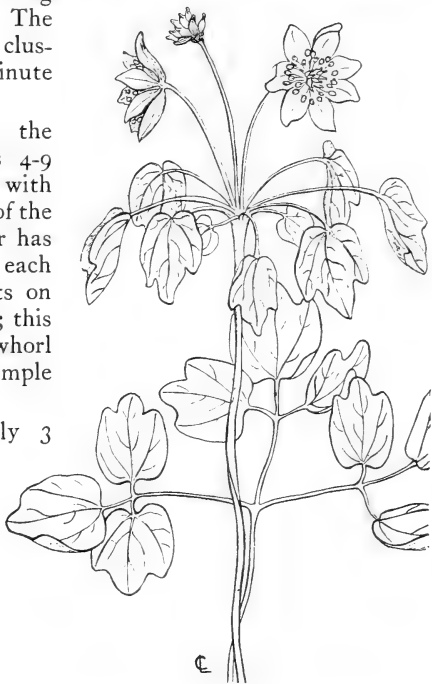 The
clus-
inute
the
4-9
with
of the
r has
each
ts on
; this
whorl
mple
ly 3